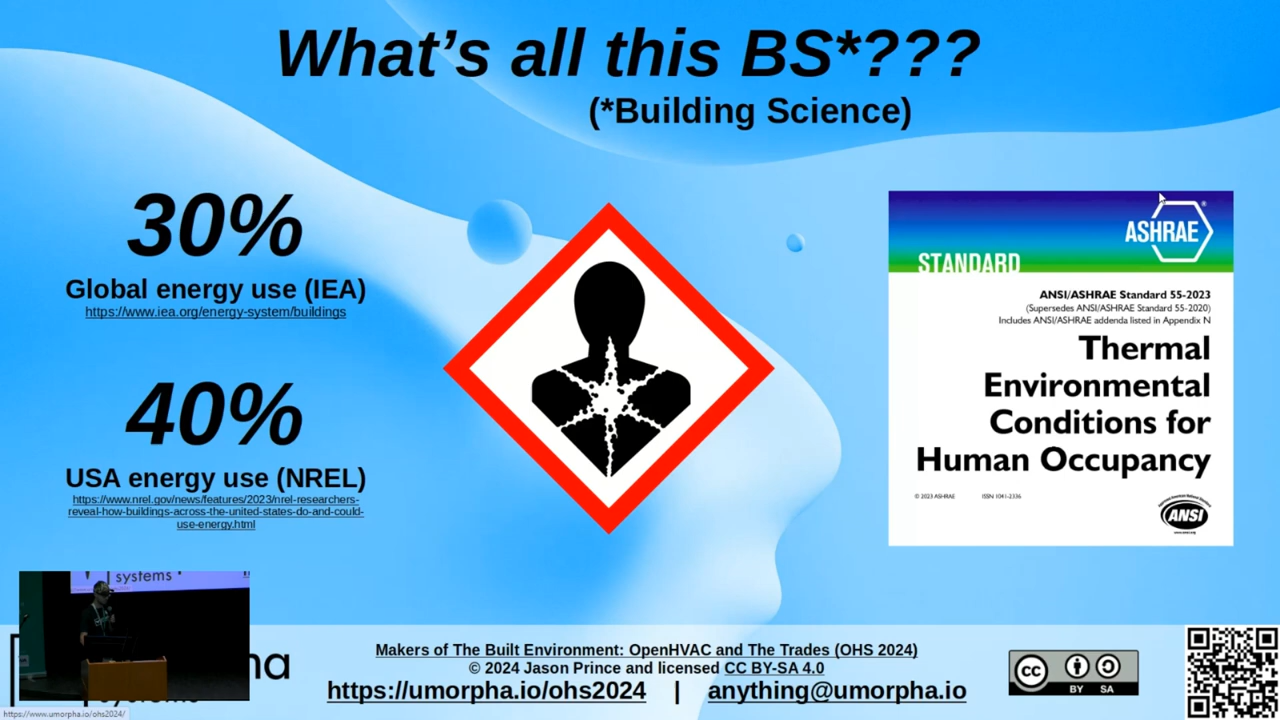 What's all this BS*???
(*Building Science)
30%
Global energy use (IEA)
https://www.iea.org/energy-system/buildings
40%
USA energy use (NREL)
https://www.nrel.gov/news/features/2023/nrel-researchers-
reveal-how-buildings-across-the-united-states-do-and-could-
use-energy.html
ASHRAE
®
STANDARD
ANSI/ASHRAE Standard 55-2023
(Supersedes ANSI/ASHRAE Standard 55-2020)
Includes ANSI/ASHRAE addenda listed in Appendix N
Thermal
Environmental
Conditions for
Human Occupancy
© 2023 ASHRAE ISSN 1041-2336
ANSI
systems
Makers of The Built Environment: OpenHVAC and The Trades (OHS 2024)
© 2024 Jason Prince and licensed CC BY-SA 4.0
https://umorpha.io/ohs2024 | anything@umorpha.io
cc
BY SA
https://www.umorpha.io/ohs2024/